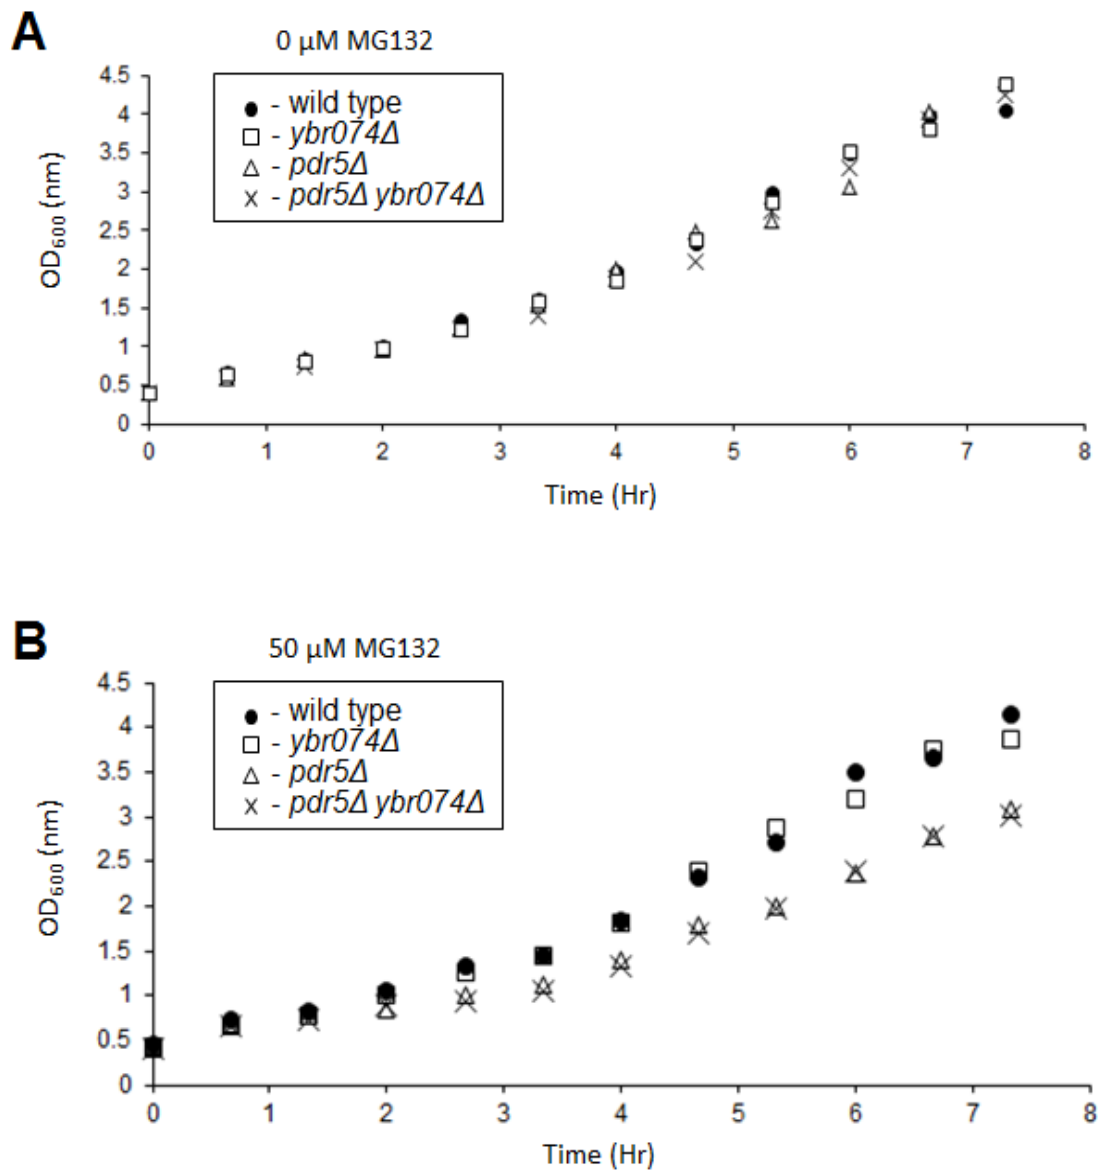 A
0 µM MG132
4.5
4
3.5
3
2.5
2
1.5
1
0.5
0
OD600 (nm)
- wild type
- ybr074Δ
- pdr5Δ
- pdr5Δ ybr074Δ
0 1 2 3 4 5 6 7 8
Time (Hr)
B
50 µM MG132
4.5
4
3.5
3
2.5
2
1.5
1
0.5
0
OD600 (nm)
- wild type
- ybr074Δ
- pdr5Δ
- pdr5Δ ybr074Δ
0 1 2 3 4 5 6 7 8
Time (Hr)